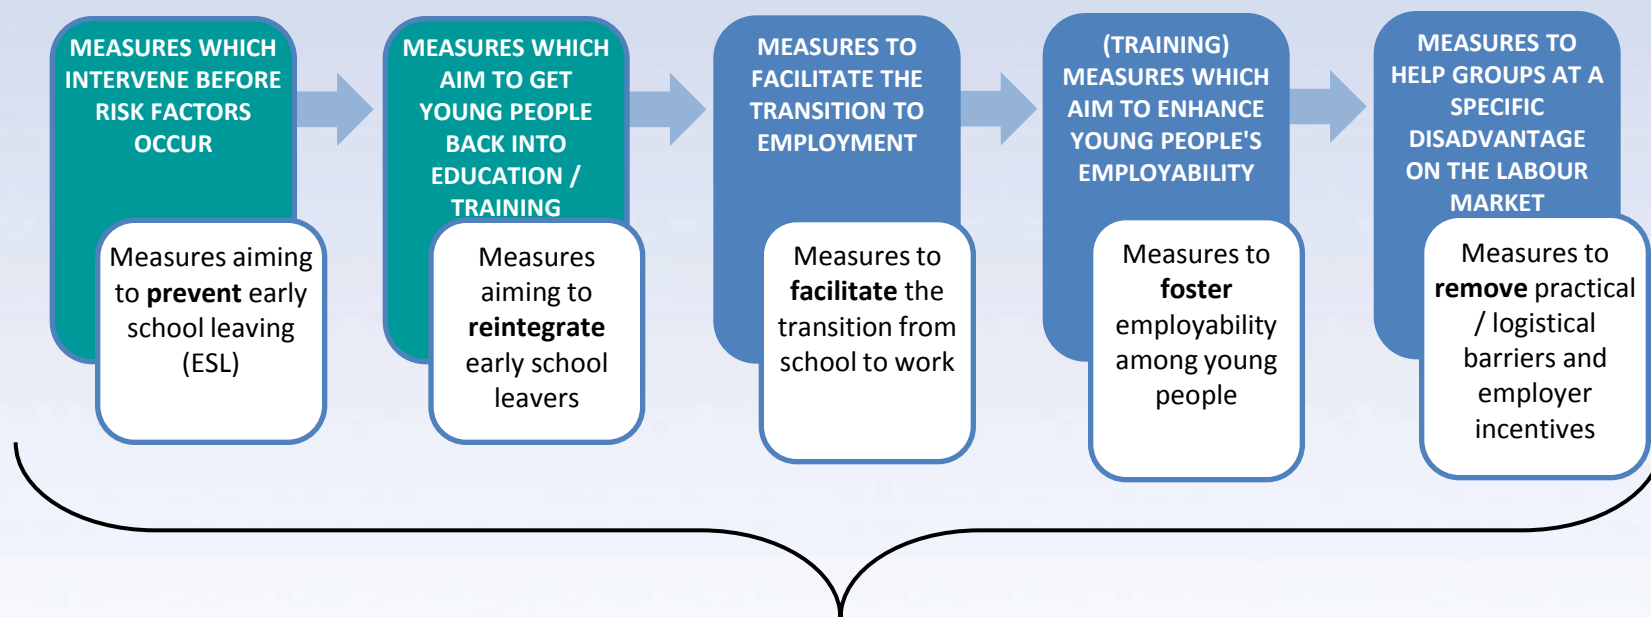 MEASURES WHICH
INTERVENE BEFORE
RISK FACTORS
OCCUR
Measures aiming
to prevent early
school leaving
(ESL)
MEASURES WHICH
AIM TO GET
YOUNG PEOPLE
BACK INTO
EDUCATION /
TRAINING
Measures
aiming to
reintegrate
early school
leavers
MEASURES TO
FACILITATE THE
TRANSITION TO
EMPLOYMENT
Measures to
facilitate the
transition from
school to work
(TRAINING)
MEASURES WHICH
AIM TO ENHANCE
YOUNG PEOPLE'S
EMPLOYABILITY
Measures to
foster
employability
among young
people
MEASURES TO
HELP GROUPS AT A
SPECIFIC
DISADVANTAGE
ON THE LABOUR
MARKET
Measures to
remove practical
/ logistical
barriers and
employer
incentives